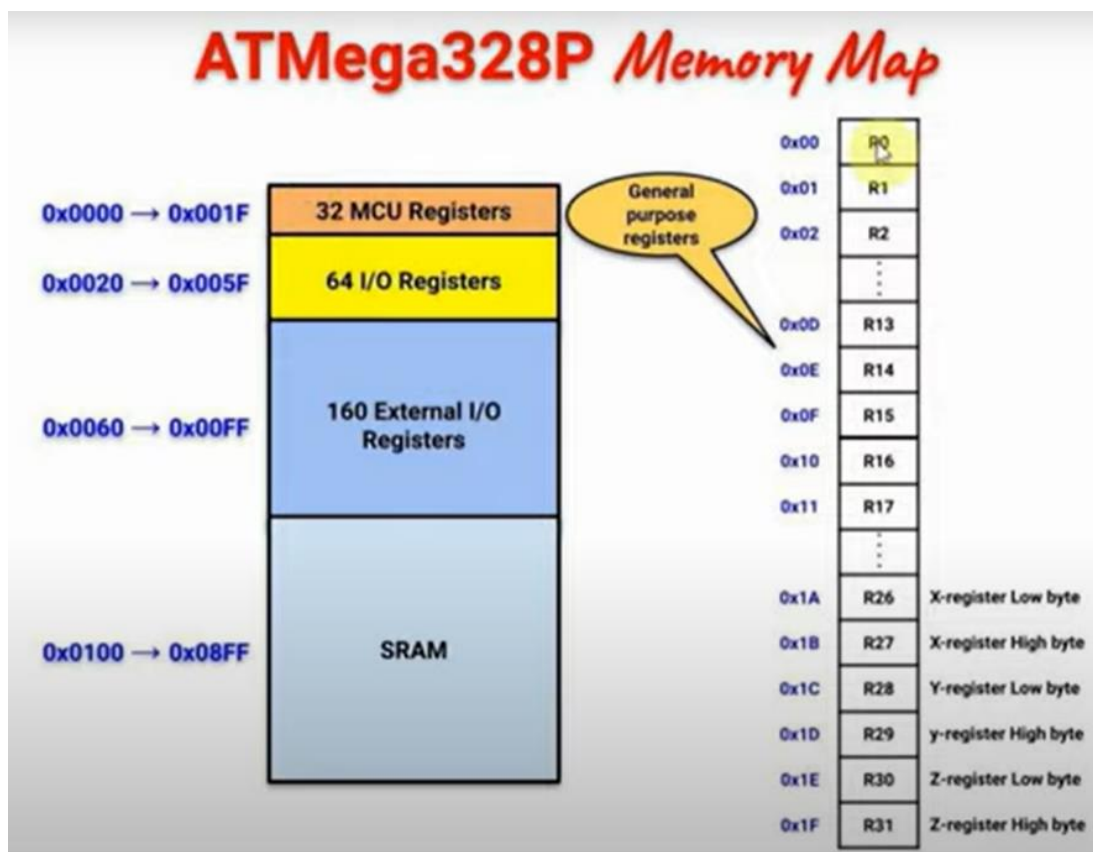 ATMega328P Memory Map
0x0000 → 0x001F
32 MCU Registers
0x0020 → 0x005F
64 I/O Registers
0x0060 → 0x00FF
160 External I/O
Registers
0x0100 → 0x08FF
SRAM
General
purpose
registers
0x00 R0
0x01 R1
0x02 R2
0x0D R13
0x0E R14
0x0F R15
0x10 R16
0x11 R17
0x1A R26 X-register Low byte
0x1B R27 X-register High byte
0x1C R28 Y-register Low byte
0x1D R29 y-register High byte
0x1E R30 Z-register Low byte
0x1F R31 Z-register High byte